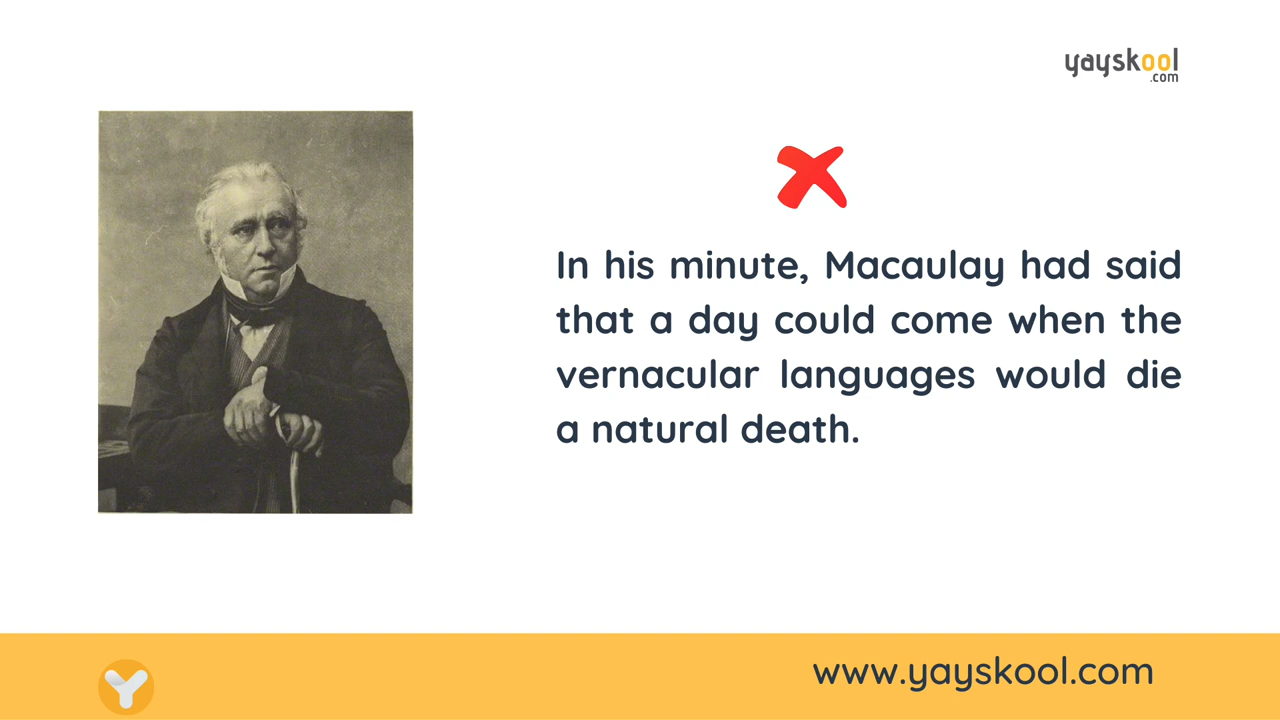 yayskool
.com
In his minute, Macaulay had said
that a day could come when the
vernacular languages would die
a natural death.
www.yayskool.com